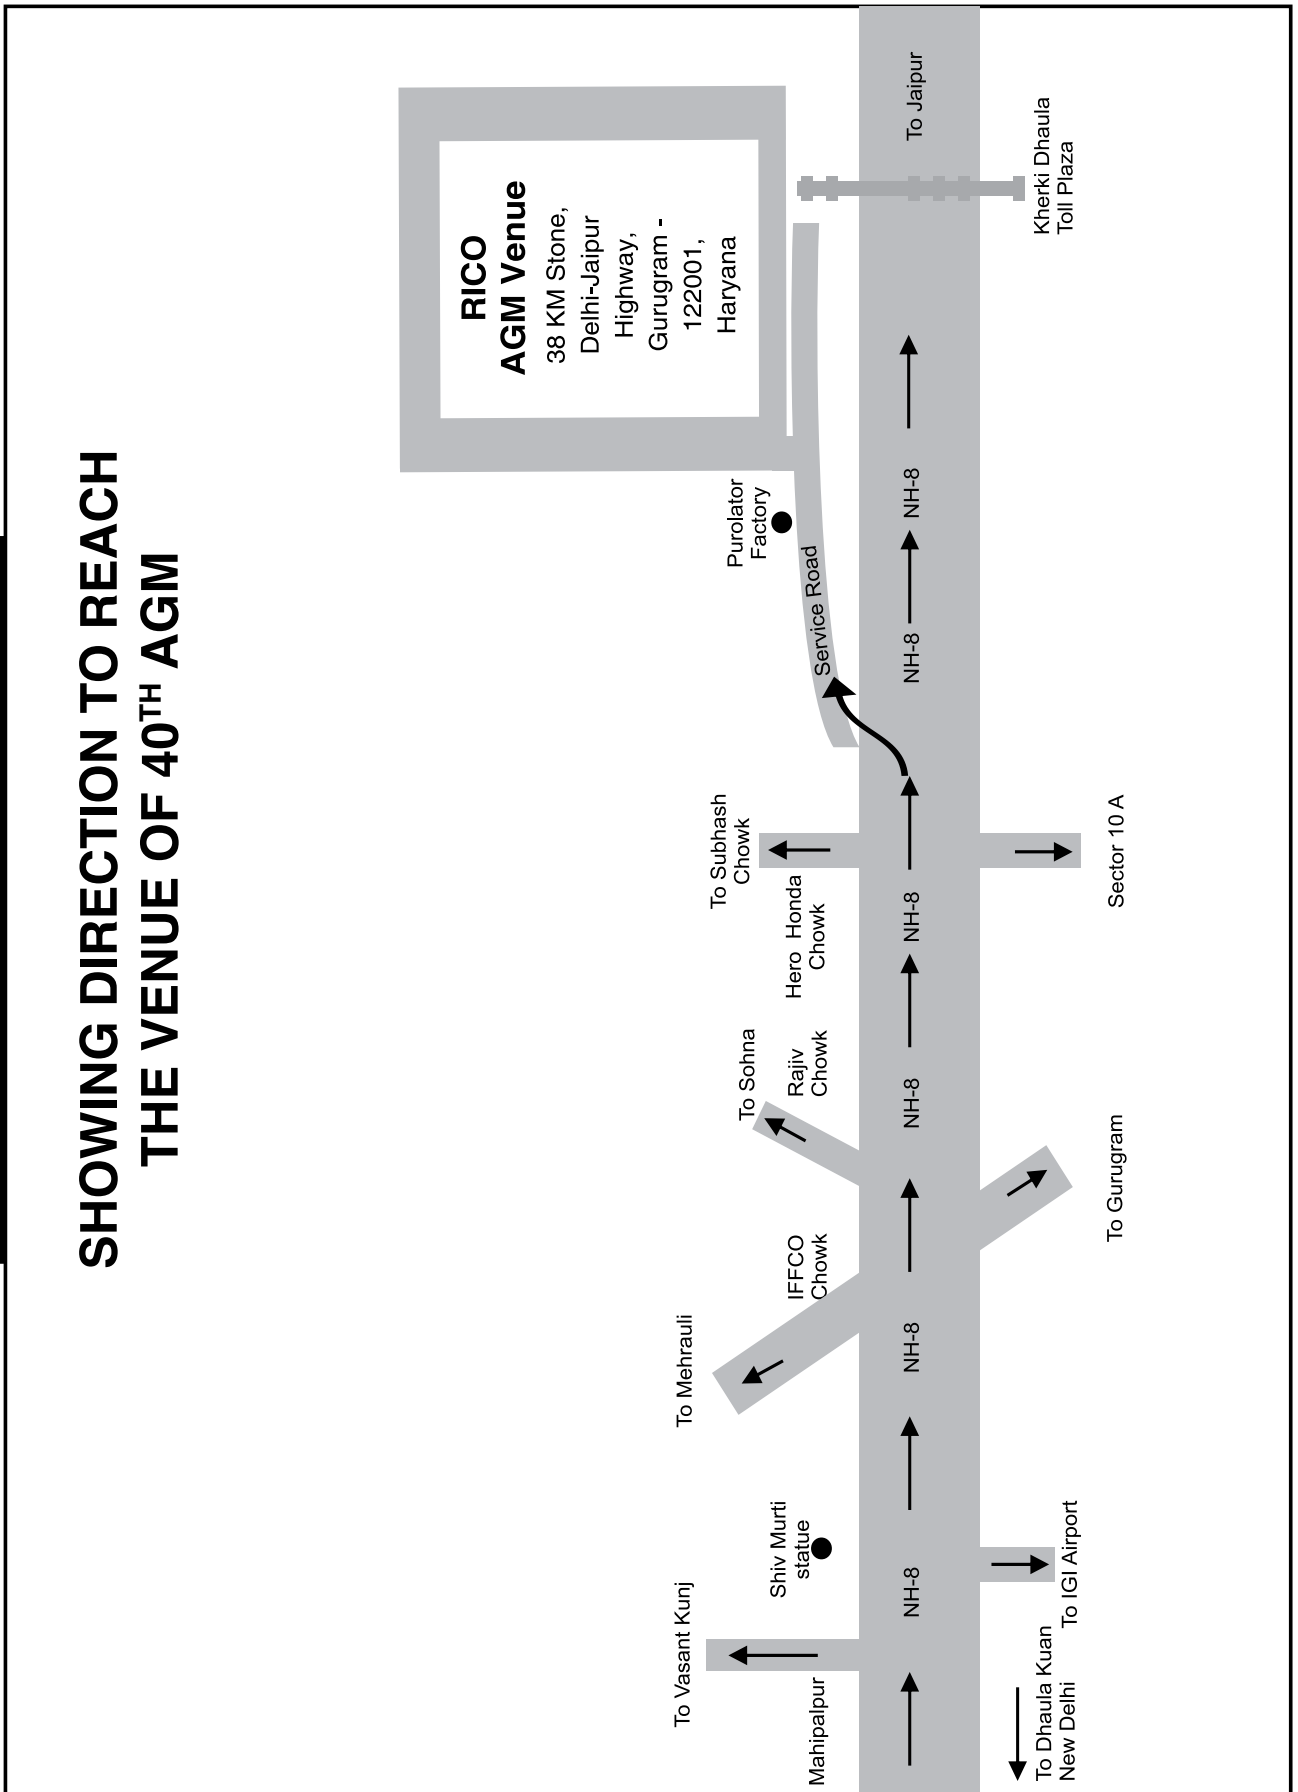 SHOWING DIRECTION TO REACH
THE VENUE OF 40TH AGM
RICO
AGM Venue
38 KM Stone,
Delhi-Jaipur
Highway,
Gurugram -
122001,
Haryana
To Vasant Kunj
To Mehrauli
To Subhash
Chowk
Purolator
Factory
To Sohna
Shiv Murti
statue
IFFCO
Chowk
Rajiv
Chowk
Hero Honda
Chowk
Mahipalpur
Service Road
NH-8
NH-8
NH-8
NH-8
NH-8
NH-8
To Jaipur
To Dhaula Kuan
New Delhi
To IGI Airport
Kherki Dhaula
Toll Plaza
To Gurugram
Sector 10 A